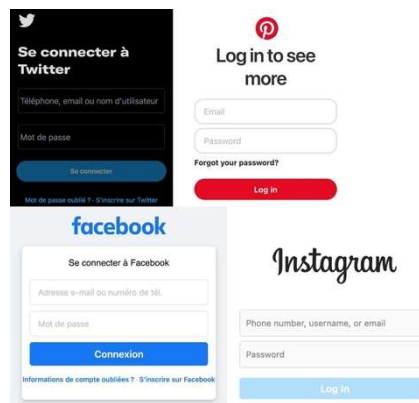 Se connecter à
Twitter
Téléphone, email ou nom d'utilisateur
Mot de passe
Se connecter
Mot de passe oublié ? · S'inscrire sur Twitter
Log in to see
more
Email
Password
Forgot your password?
Log in
facebook
Se connecter à Facebook
Adresse e-mail ou numéro de tél.
Mot de passe
Connexion
Informations de compte oubliées ? · S'inscrire sur Facebook
Instagram
Phone number, username, or email
Password
Log In